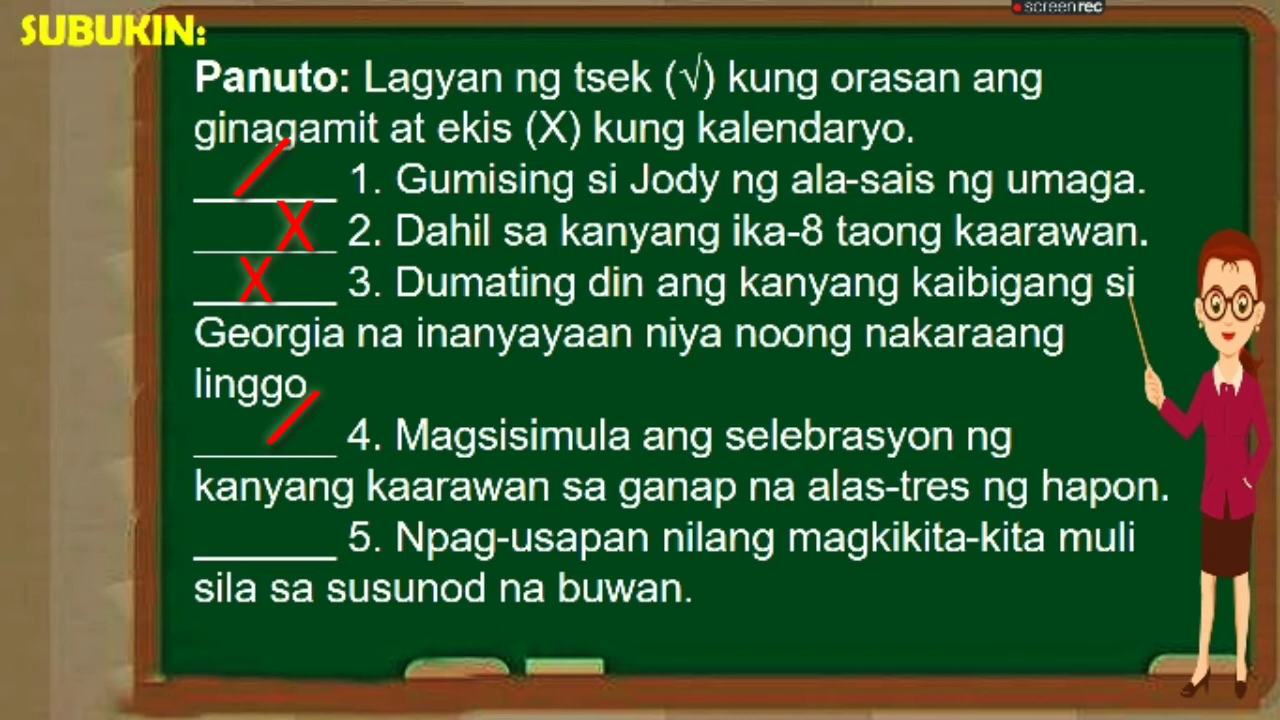 screenrec
SUBUKIN:
Panuto: Lagyan ng tsek (√) kung orasan ang
ginagamit at ekis (X) kung kalendaryo.
/ 1. Gumising si Jody ng ala-sais ng umaga.
X 2. Dahil sa kanyang ika-8 taong kaarawan.
X 3. Dumating din ang kanyang kaibigang si
Georgia na inanyayaan niya noong nakaraang
linggo
/ 4. Magsisimula ang selebrasyon ng
kanyang kaarawan sa ganap na alas-tres ng hapon.
______ 5. Npag-usapan nilang magkikita-kita muli
sila sa susunod na buwan.